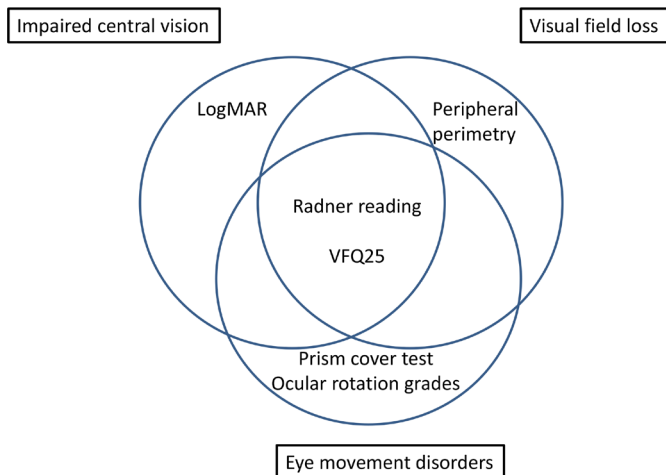 Impaired central vision
Visual field loss
LogMAR
Peripheral
perimetry
Radner reading
VFQ25
Prism cover test
Ocular rotation grades
Eye movement disorders